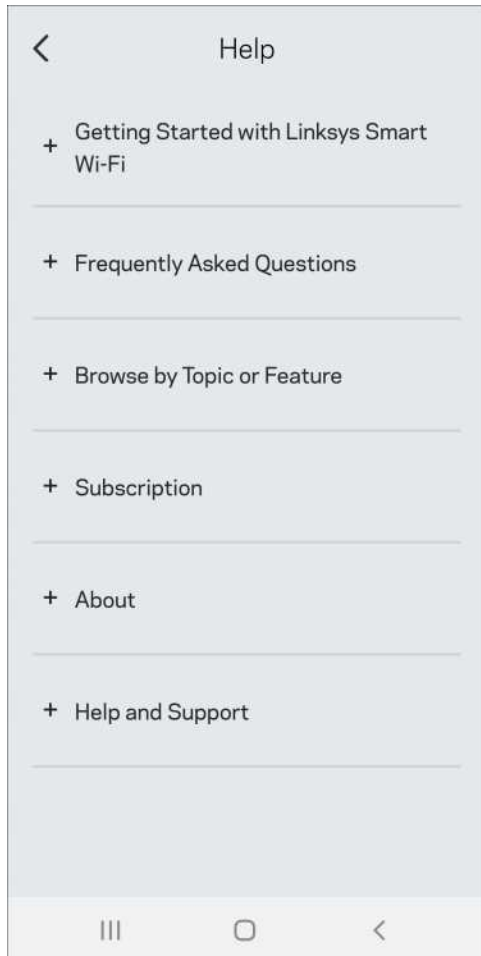 Help
+ Getting Started with Linksys Smart
Wi-Fi
+ Frequently Asked Questions
+ Browse by Topic or Feature
+ Subscription
+ About
+ Help and Support